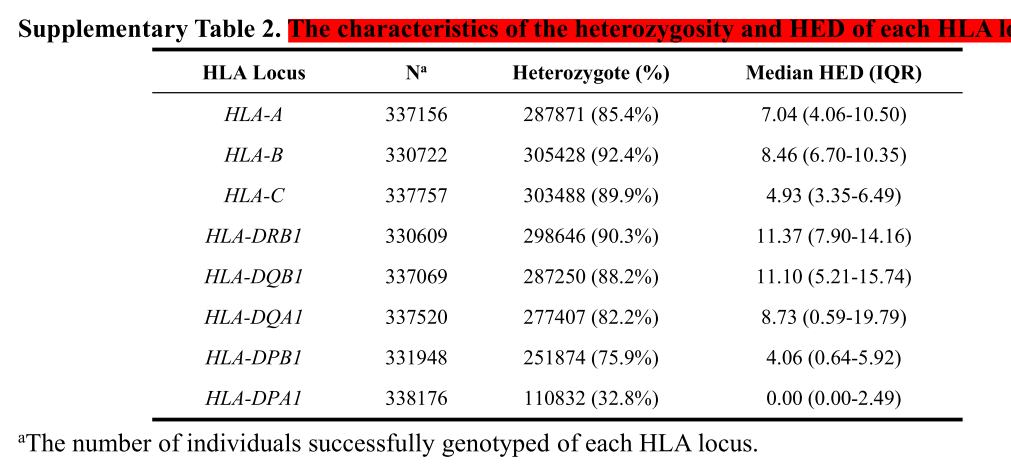 Supplementary Table 2. The characteristics of the heterozygosity and HED of each HLA lo
HLA Locus Nᵃ Heterozygote (%) Median HED (IQR)
HLA-A 337156 287871 (85.4%) 7.04 (4.06-10.50)
HLA-B 330722 305428 (92.4%) 8.46 (6.70-10.35)
HLA-C 337757 303488 (89.9%) 4.93 (3.35-6.49)
HLA-DRB1 330609 298646 (90.3%) 11.37 (7.90-14.16)
HLA-DQB1 337069 287250 (88.2%) 11.10 (5.21-15.74)
HLA-DQA1 337520 277407 (82.2%) 8.73 (0.59-19.79)
HLA-DPB1 331948 251874 (75.9%) 4.06 (0.64-5.92)
HLA-DPA1 338176 110832 (32.8%) 0.00 (0.00-2.49)
ᵃThe number of individuals successfully genotyped of each HLA locus.